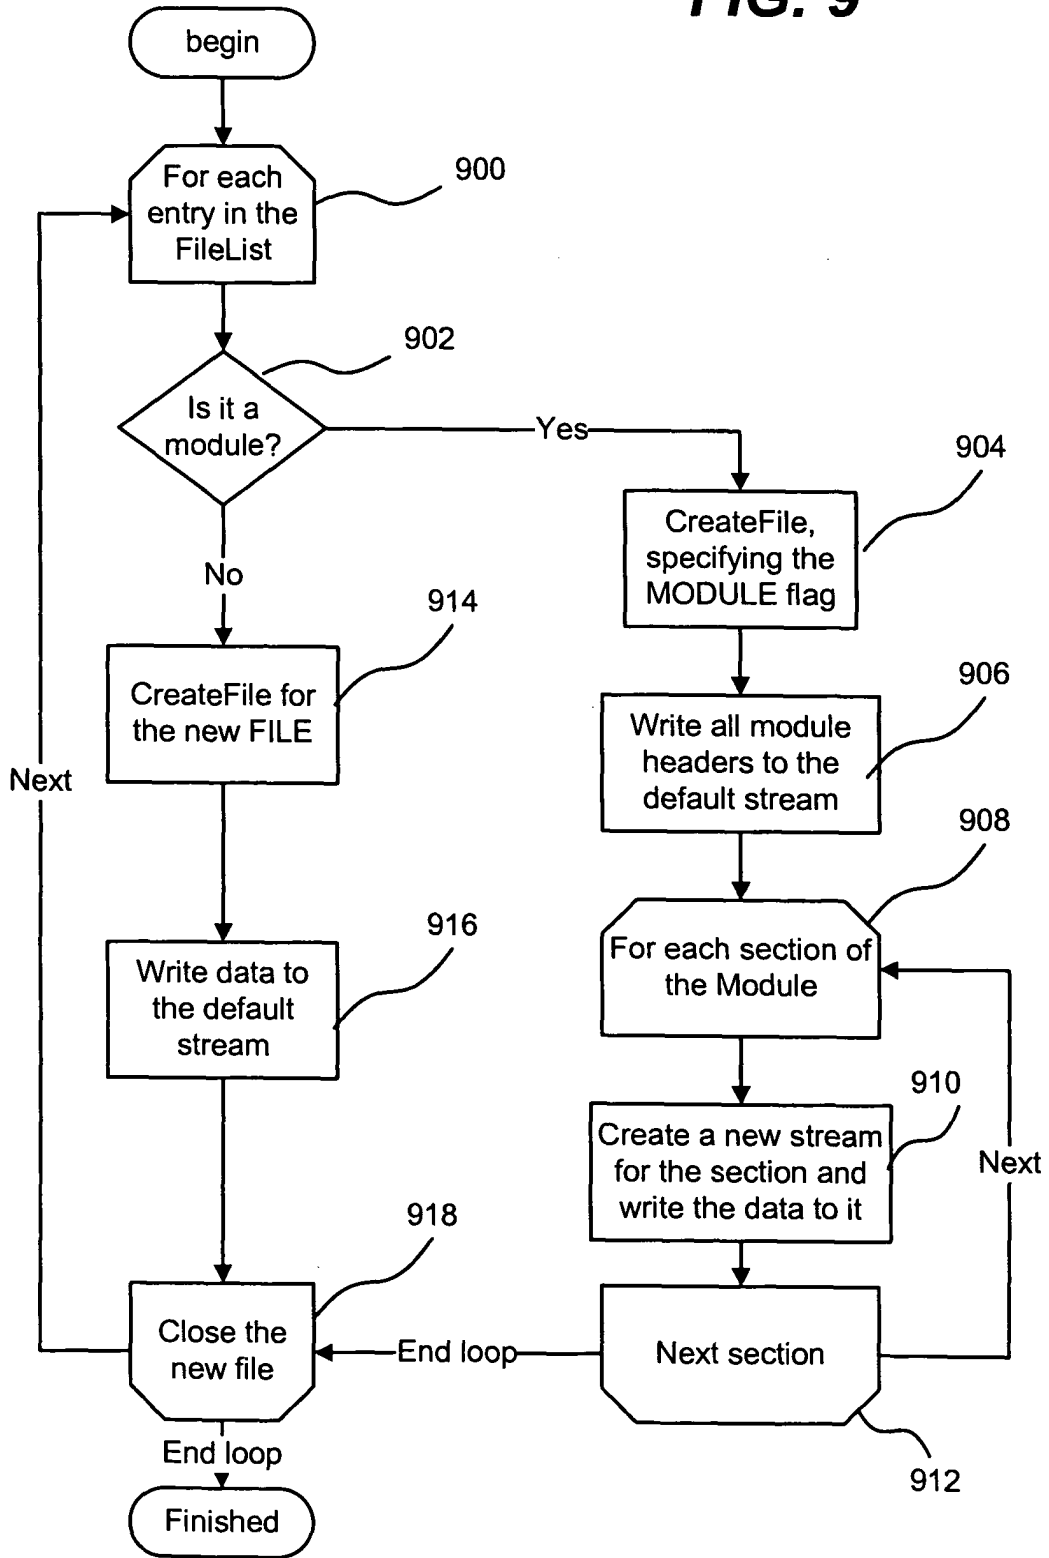 FIG. 9
begin
For each
entry in the
FileList
900
902
Is it a
module?
Yes
904
CreateFile,
specifying the
MODULE flag
No
914
CreateFile for
the new FILE
906
Write all module
headers to the
default stream
Next
908
For each section of
the Module
916
Write data to
the default
stream
910
Create a new stream
for the section and
write the data to it
Next
918
Close the
new file
End loop
Next section
912
End loop
Finished